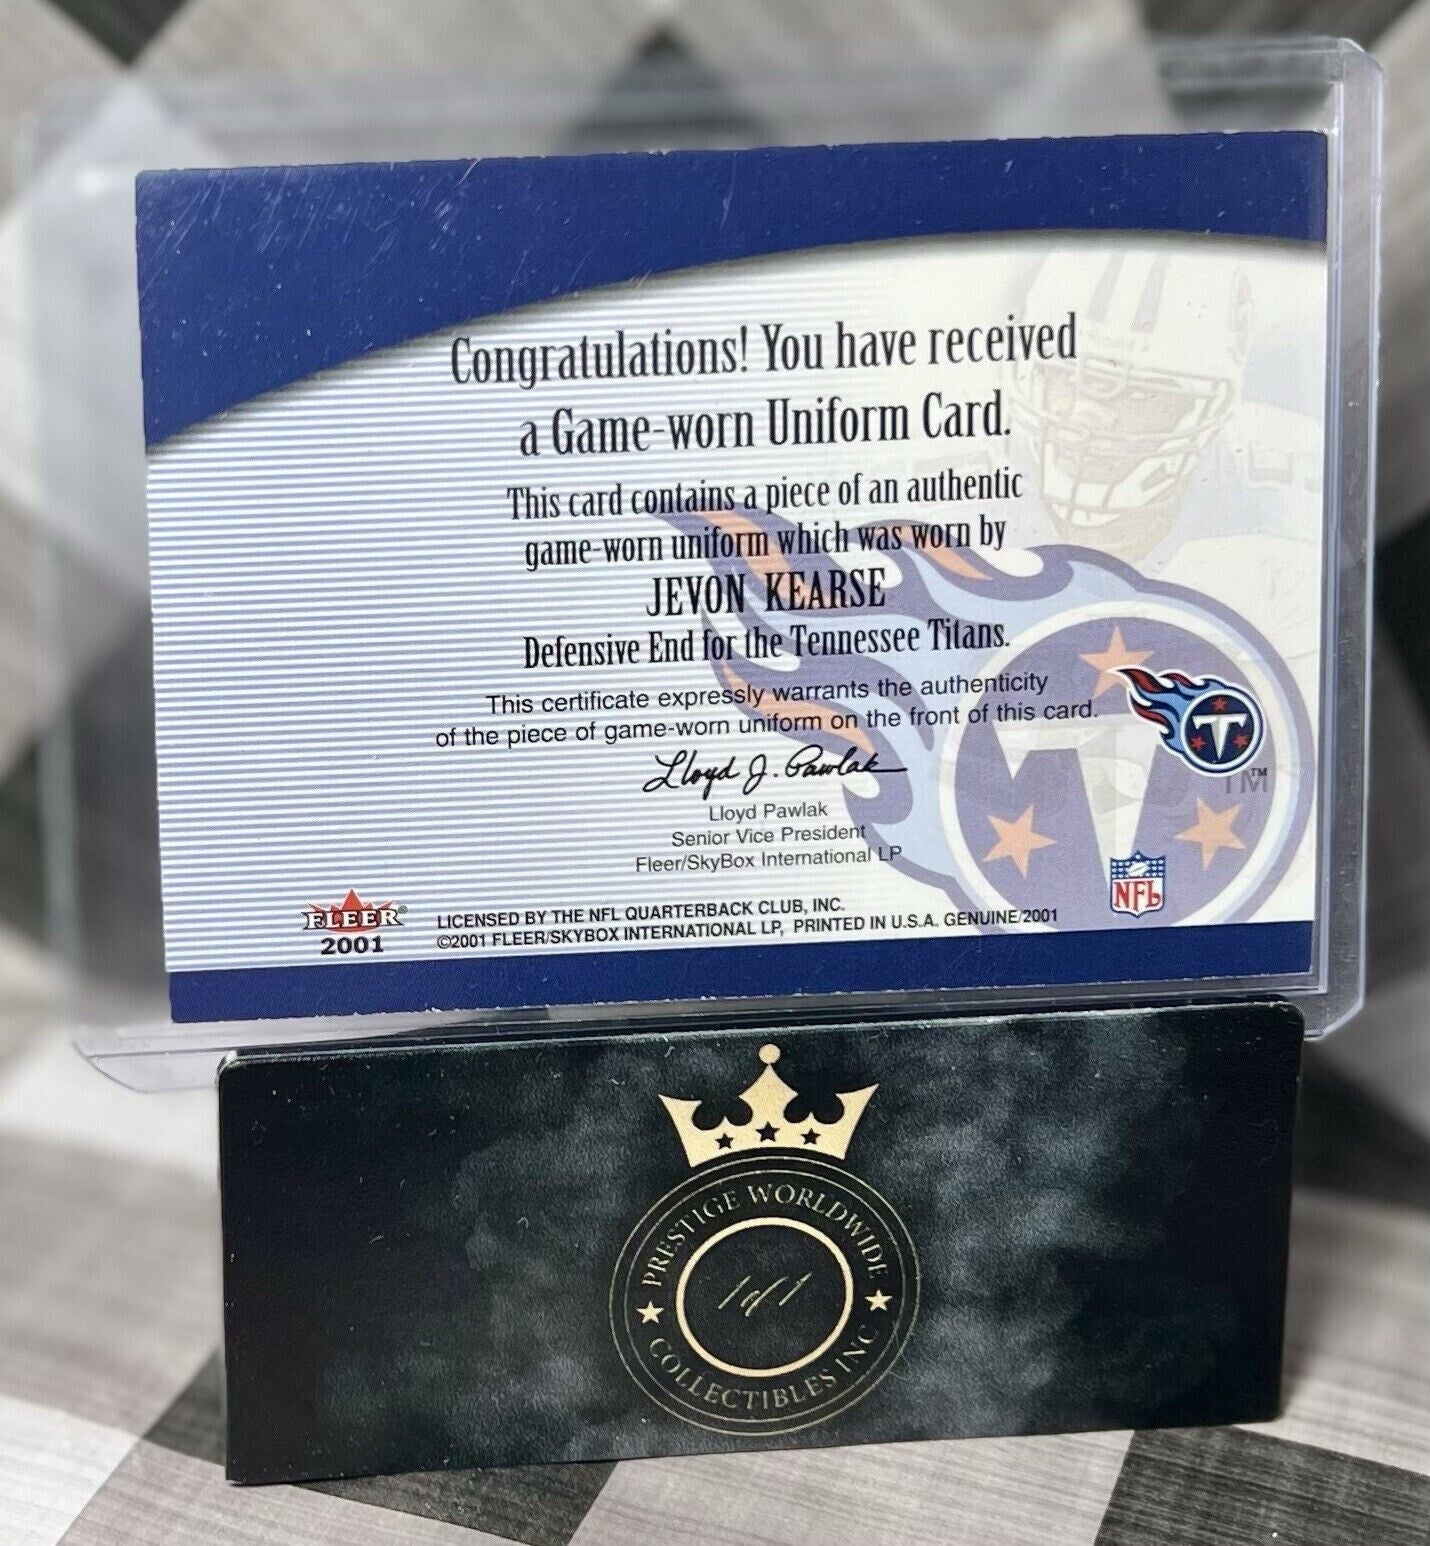 Congratulations! You have received
a Game-worn Uniform Card.
This card contains a piece of an authentic
game-worn uniform which was worn by
JEVON KEARSE
Defensive End for the Tennessee Titans.
This certificate expressly warrants the authenticity
of the piece of game-worn uniform on the front of this card.
Lloyd J. Pawlak
Lloyd Pawlak
Senior Vice President
Fleer/SkyBox International LP
T
TM
T
TM
NFL
FLEER®
2001
LICENSED BY THE NFL QUARTERBACK CLUB, INC.
©2001 FLEER/SKYBOX INTERNATIONAL LP, PRINTED IN U.S.A. GENUINE/2001
PRESTIGE WORLDWIDE
1 of 1
COLLECTIBLES INC